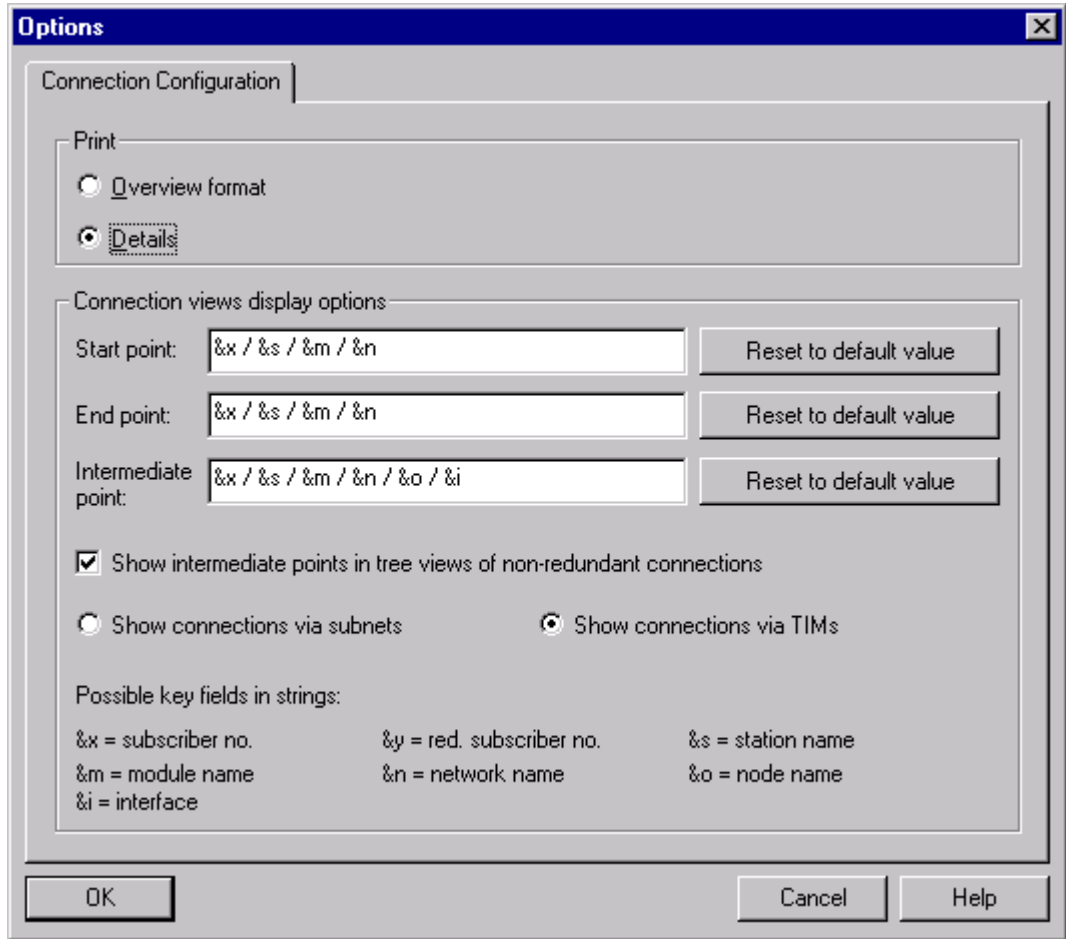 Options
Connection Configuration
Print
Overview format
Details
Connection views display options
Start point: &x / &s / &m / &n Reset to default value
End point: &x / &s / &m / &n Reset to default value
Intermediate point: &x / &s / &m / &n / &o / &i Reset to default value
Show intermediate points in tree views of non-redundant connections
Show connections via subnets Show connections via TIMs
Possible key fields in strings:
&x = subscriber no. &y = red. subscriber no. &s = station name
&m = module name &n = network name &o = node name
&i = interface
OK Cancel Help